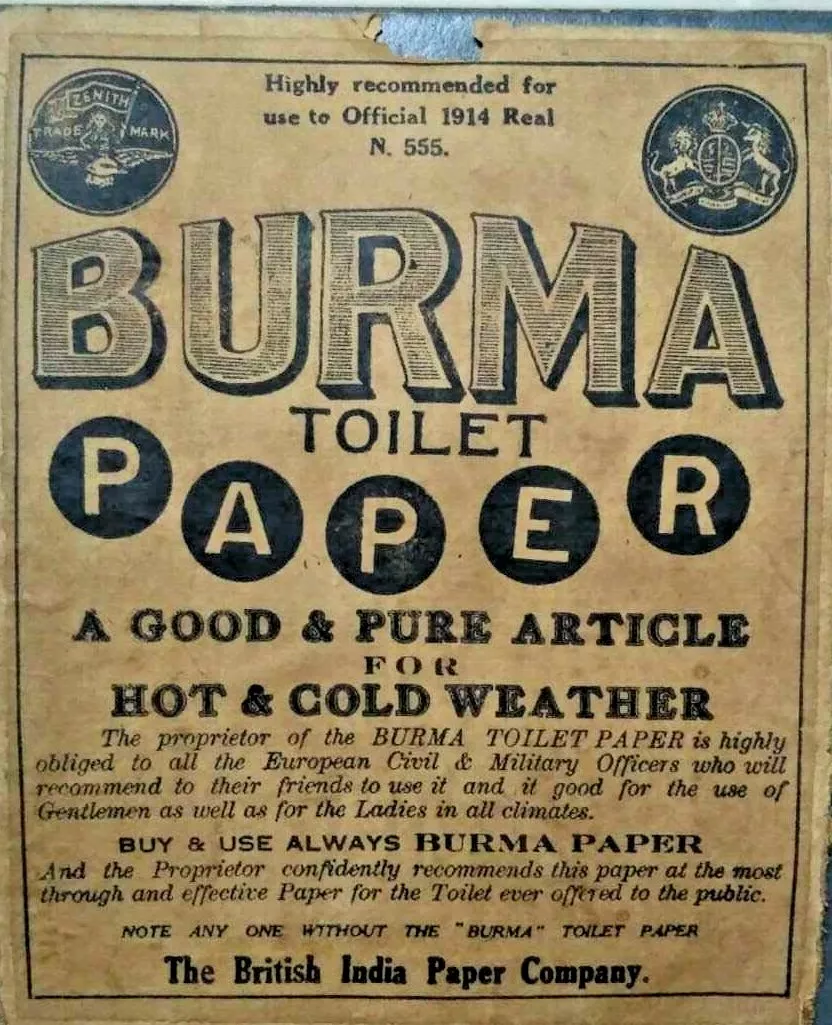 Highly recommended for
use to Official 1914 Real
N. 555.
ZENITH
TRADE MARK
BURMA
TOILET
PAPER
A GOOD & PURE ARTICLE
FOR
HOT & COLD WEATHER
The proprietor of the BURMA TOILET PAPER is highly
obliged to all the European Civil & Military Officers who will
recommend to their friends to use it and it good for the use of
Gentlemen as well as for the Ladies in all climates.
BUY & USE ALWAYS BURMA PAPER
And the Proprietor confidently recommends this paper at the most
through and effective Paper for the Toilet ever offered to the public.
NOTE ANY ONE WITHOUT THE "BURMA" TOILET PAPER
The British India Paper Company.